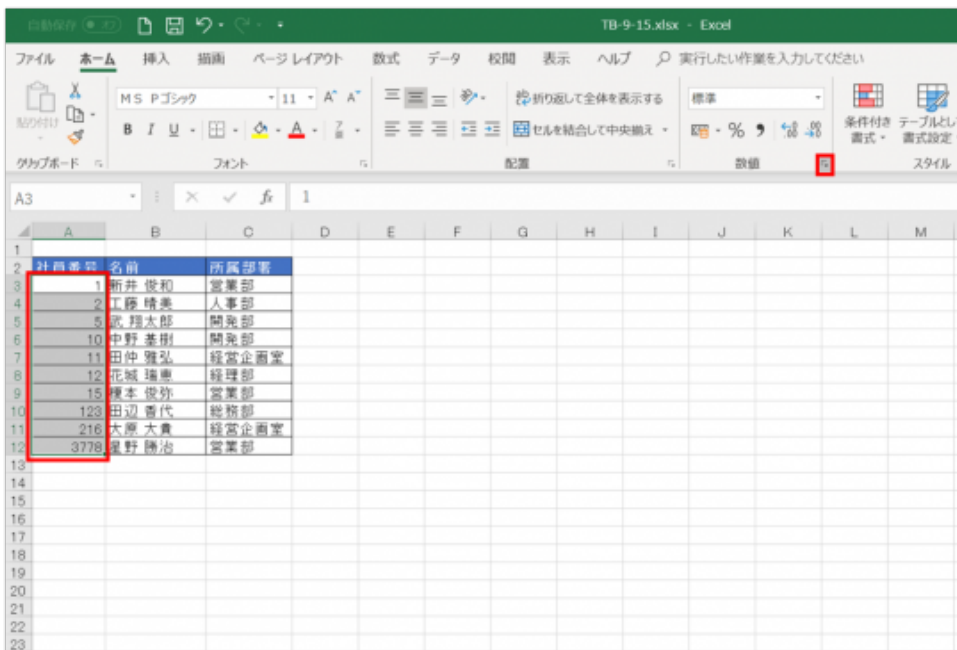 自動保存 TB-9-15.xlsx - Excel
ファイル ホーム 挿入 描画 ページ レイアウト 数式 データ 校閲 表示 ヘルプ 実行したい作業を入力してください
貼り付け MS Pゴシック 11 A A 折り返して全体を表示する 標準
B I U A セルを結合して中央揃え % 条件付き書式 テーブルとし 書式設定
クリップボード フォント 配置 数値 スタイル
A3 fx 1
A B C D E F G H I J K L M
1
2 社員番号 名前 所属部署
3 1 新井 俊和 営業部
4 2 工藤 晴美 人事部
5 5 武 翔太郎 開発部
6 10 中野 基樹 開発部
7 11 田仲 雅弘 経営企画室
8 12 花城 瑞恵 経理部
9 15 榎本 俊弥 営業部
10 123 田辺 香代 総務部
11 216 大原 大貴 経営企画室
12 3778 星野 勝治 営業部
13
14
15
16
17
18
19
20
21
22
23